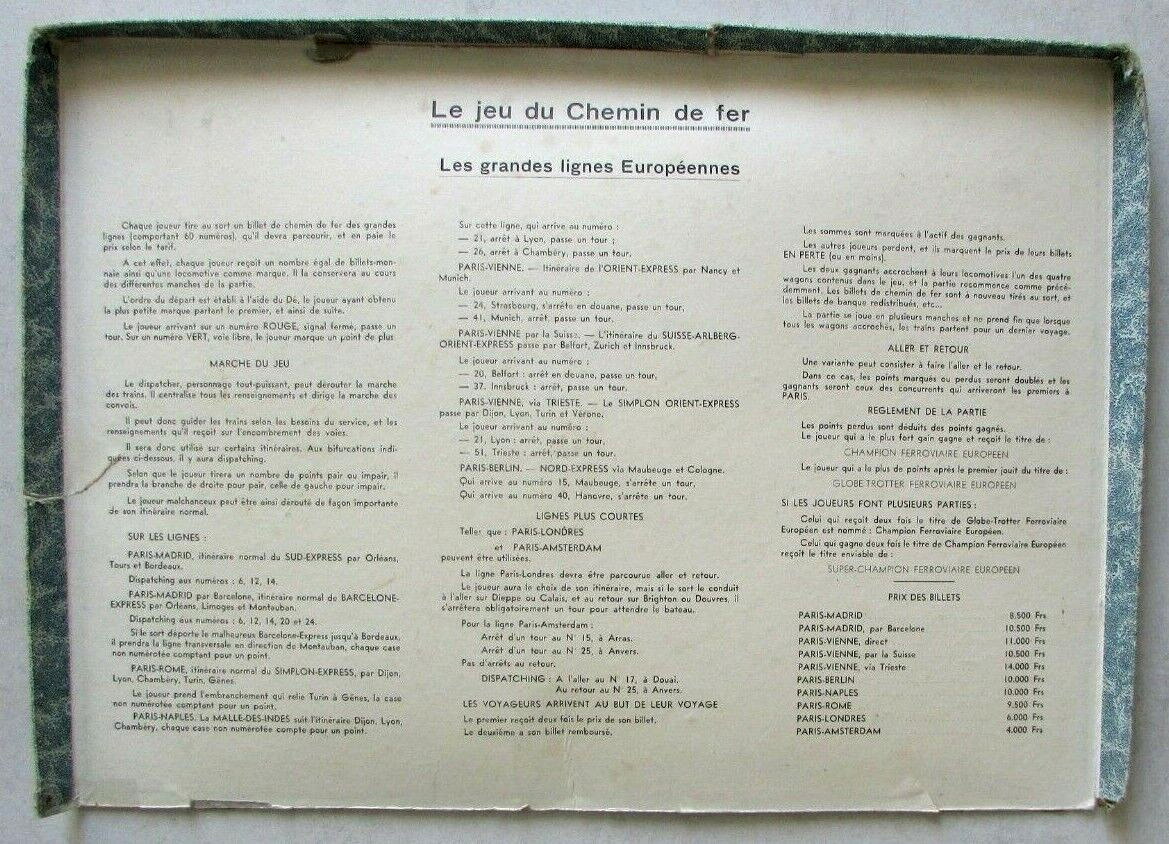 Le jeu du Chemin de fer
Les grandes lignes Européennes
Chaque joueur tire au sort un billet de chemin de fer des grandes
lignes (comportant 60 numéros), qu'il devra parcourir, et en paie le
prix selon le tarif.
A cet effet, chaque joueur reçoit un nombre égal de billets-mon-
naie ainsi qu'une locomotive comme marque. Il la conservera au cours
des différentes manches de la partie.
L'ordre du départ est établi à l'aide du Dé, le joueur ayant obtenu
la plus petite marque partant le premier, et ainsi de suite.
Le joueur arrivant sur un numéro ROUGE, signal fermé, passe un
tour. Sur un numéro VERT, voie libre, le joueur marque un point de plus.
MARCHE DU JEU
Le dispatcher, personnage tout-puissant, peut dérouter la marche
des trains. Il centralise tous les renseignements et dirige la marche des
convois.
Il peut donc guider les trains selon les besoins du service, et les
renseignements qu'il reçoit sur l'encombrement des voies.
Il sera donc utilisé sur certains itinéraires. Aux bifurcations indi-
quées ci-dessous, il y aura dispatching.
Selon que le joueur tirera un nombre de points pair ou impair, il
prendra la branche de droite pour pair, celle de gauche pour impair.
Le joueur malchanceux peut être ainsi dérouté de façon importante
de son itinéraire normal.
SUR LES LIGNES :
PARIS-MADRID, itinéraire normal du SUD-EXPRESS par Orléans,
Tours et Bordeaux.
Dispatching aux numéros : 6, 12, 14.
PARIS-MADRID par Barcelone, itinéraire normal de BARCELONE-
EXPRESS par Orléans, Limoges et Montauban.
Dispatching aux numéros : 6, 12, 14, 20 et 24.
Si le sort déporte le malheureux Barcelone-Express jusqu'à Bordeaux,
il prendra la ligne transversale en direction de Montauban, chaque case
non numérotée comptant pour un point.
PARIS-ROME, itinéraire normal du SIMPLON-EXPRESS, par Dijon,
Lyon, Chambéry, Turin, Gênes.
Le joueur prend l'embranchement qui relie Turin à Gênes, la case
non numérotée comptant pour un point.
PARIS-NAPLES. La MALLE-DES-INDES suit l'itinéraire Dijon, Lyon,
Chambéry, chaque case non numérotée compte pour un point.
Sur cette ligne, qui arrive au numéro :
— 21, arrêt à Lyon, passe un tour ;
— 26, arrêt à Chambéry, passe un tour.
PARIS-VIENNE. — Itinéraire de l'ORIENT-EXPRESS par Nancy et
Munich.
Le joueur arrivant au numéro :
— 24, Strasbourg, s'arrête en douane, passe un tour,
— 41, Munich, arrêt, passe un tour.
PARIS-VIENNE par la Suisse. — L'itinéraire du SUISSE-ARLBERG-
ORIENT-EXPRESS passe par Belfort, Zurich et Innsbruck.
Le joueur arrivant au numéro :
— 20, Belfort : arrêt en douane, passe un tour,
— 37, Innsbruck : arrêt, passe un tour.
PARIS-VIENNE, via TRIESTE. — Le SIMPLON ORIENT-EXPRESS
passe par Dijon, Lyon, Turin et Vérone.
Le joueur arrivant au numéro :
— 21, Lyon : arrêt, passe un tour,
— 51, Trieste : arrêt, passe un tour.
PARIS-BERLIN. — NORD-EXPRESS via Maubeuge et Cologne.
Qui arrive au numéro 15, Maubeuge, s'arrête un tour,
Qui arrive au numéro 40, Hanovre, s'arrête un tour.
LIGNES PLUS COURTES
Teller que : PARIS-LONDRES
et PARIS-AMSTERDAM
peuvent être utilisées.
La ligne Paris-Londres devra être parcourue aller et retour.
Le joueur aura le choix de son itinéraire, mais si le sort le conduit
à l'aller sur Dieppe ou Calais, et au retour sur Brighton ou Douvres, il
s'arrêtera obligatoirement un tour pour attendre le bateau.
Pour la ligne Paris-Amsterdam :
Arrêt d'un tour au N° 15, à Arras.
Arrêt d'un tour au N° 25, à Anvers.
Pas d'arrêts au retour.
DISPATCHING : A l'aller au N° 17, à Douai.
Au retour au N° 25, à Anvers.
LES VOYAGEURS ARRIVENT AU BUT DE LEUR VOYAGE
Le premier reçoit deux fois le prix de son billet.
Le deuxième a son billet remboursé.
Les sommes sont marquées à l'actif des gagnants.
Les autres joueurs perdent, et ils marquent le prix de leurs billets
EN PERTE (ou en moins).
Les deux gagnants accrochent à leurs locomotives l'un des quatre
wagons contenus dans le jeu, et la partie recommence comme précé-
demment. Les billets de chemin de fer sont à nouveau tirés au sort, et
les billets de banque redistribués, etc...
La partie se joue en plusieurs manches et ne prend fin que lorsque
tous les wagons accrochés, les trains partent pour un dernier voyage.
ALLER ET RETOUR
Une variante peut consister à faire l'aller et le retour.
Dans ce cas, les points marqués ou perdus seront doublés et les
gagnants seront ceux des concurrents qui arriveront les premiers à
PARIS.
REGLEMENT DE LA PARTIE
Les points perdus sont déduits des points gagnés.
Le joueur qui a le plus fort gain gagne et reçoit le titre de :
CHAMPION FERROVIAIRE EUROPEEN
Le joueur qui a le plus de points après le premier jouit du titre de :
GLOBE TROTTER FERROVIAIRE EUROPEEN
SI LES JOUEURS FONT PLUSIEURS PARTIES :
Celui qui reçoit deux fois le titre de Globe-Trotter Ferroviaire
Européen est nommé : Champion Ferroviaire Européen.
Celui qui gagne deux fois le titre de Champion Ferroviaire Européen
reçoit le titre enviable de :
SUPER-CHAMPION FERROVIAIRE EUROPEEN
PRIX DES BILLETS
PARIS-MADRID 8.500 Frs
PARIS-MADRID, par Barcelone 10.500 Frs
PARIS-VIENNE, direct 11.000 Frs
PARIS-VIENNE, par la Suisse 10.500 Frs
PARIS-VIENNE, via Trieste 14.000 Frs
PARIS-BERLIN 10.000 Frs
PARIS-NAPLES 10.000 Frs
PARIS-ROME 9.500 Frs
PARIS-LONDRES 6.000 Frs
PARIS-AMSTERDAM 4.000 Frs